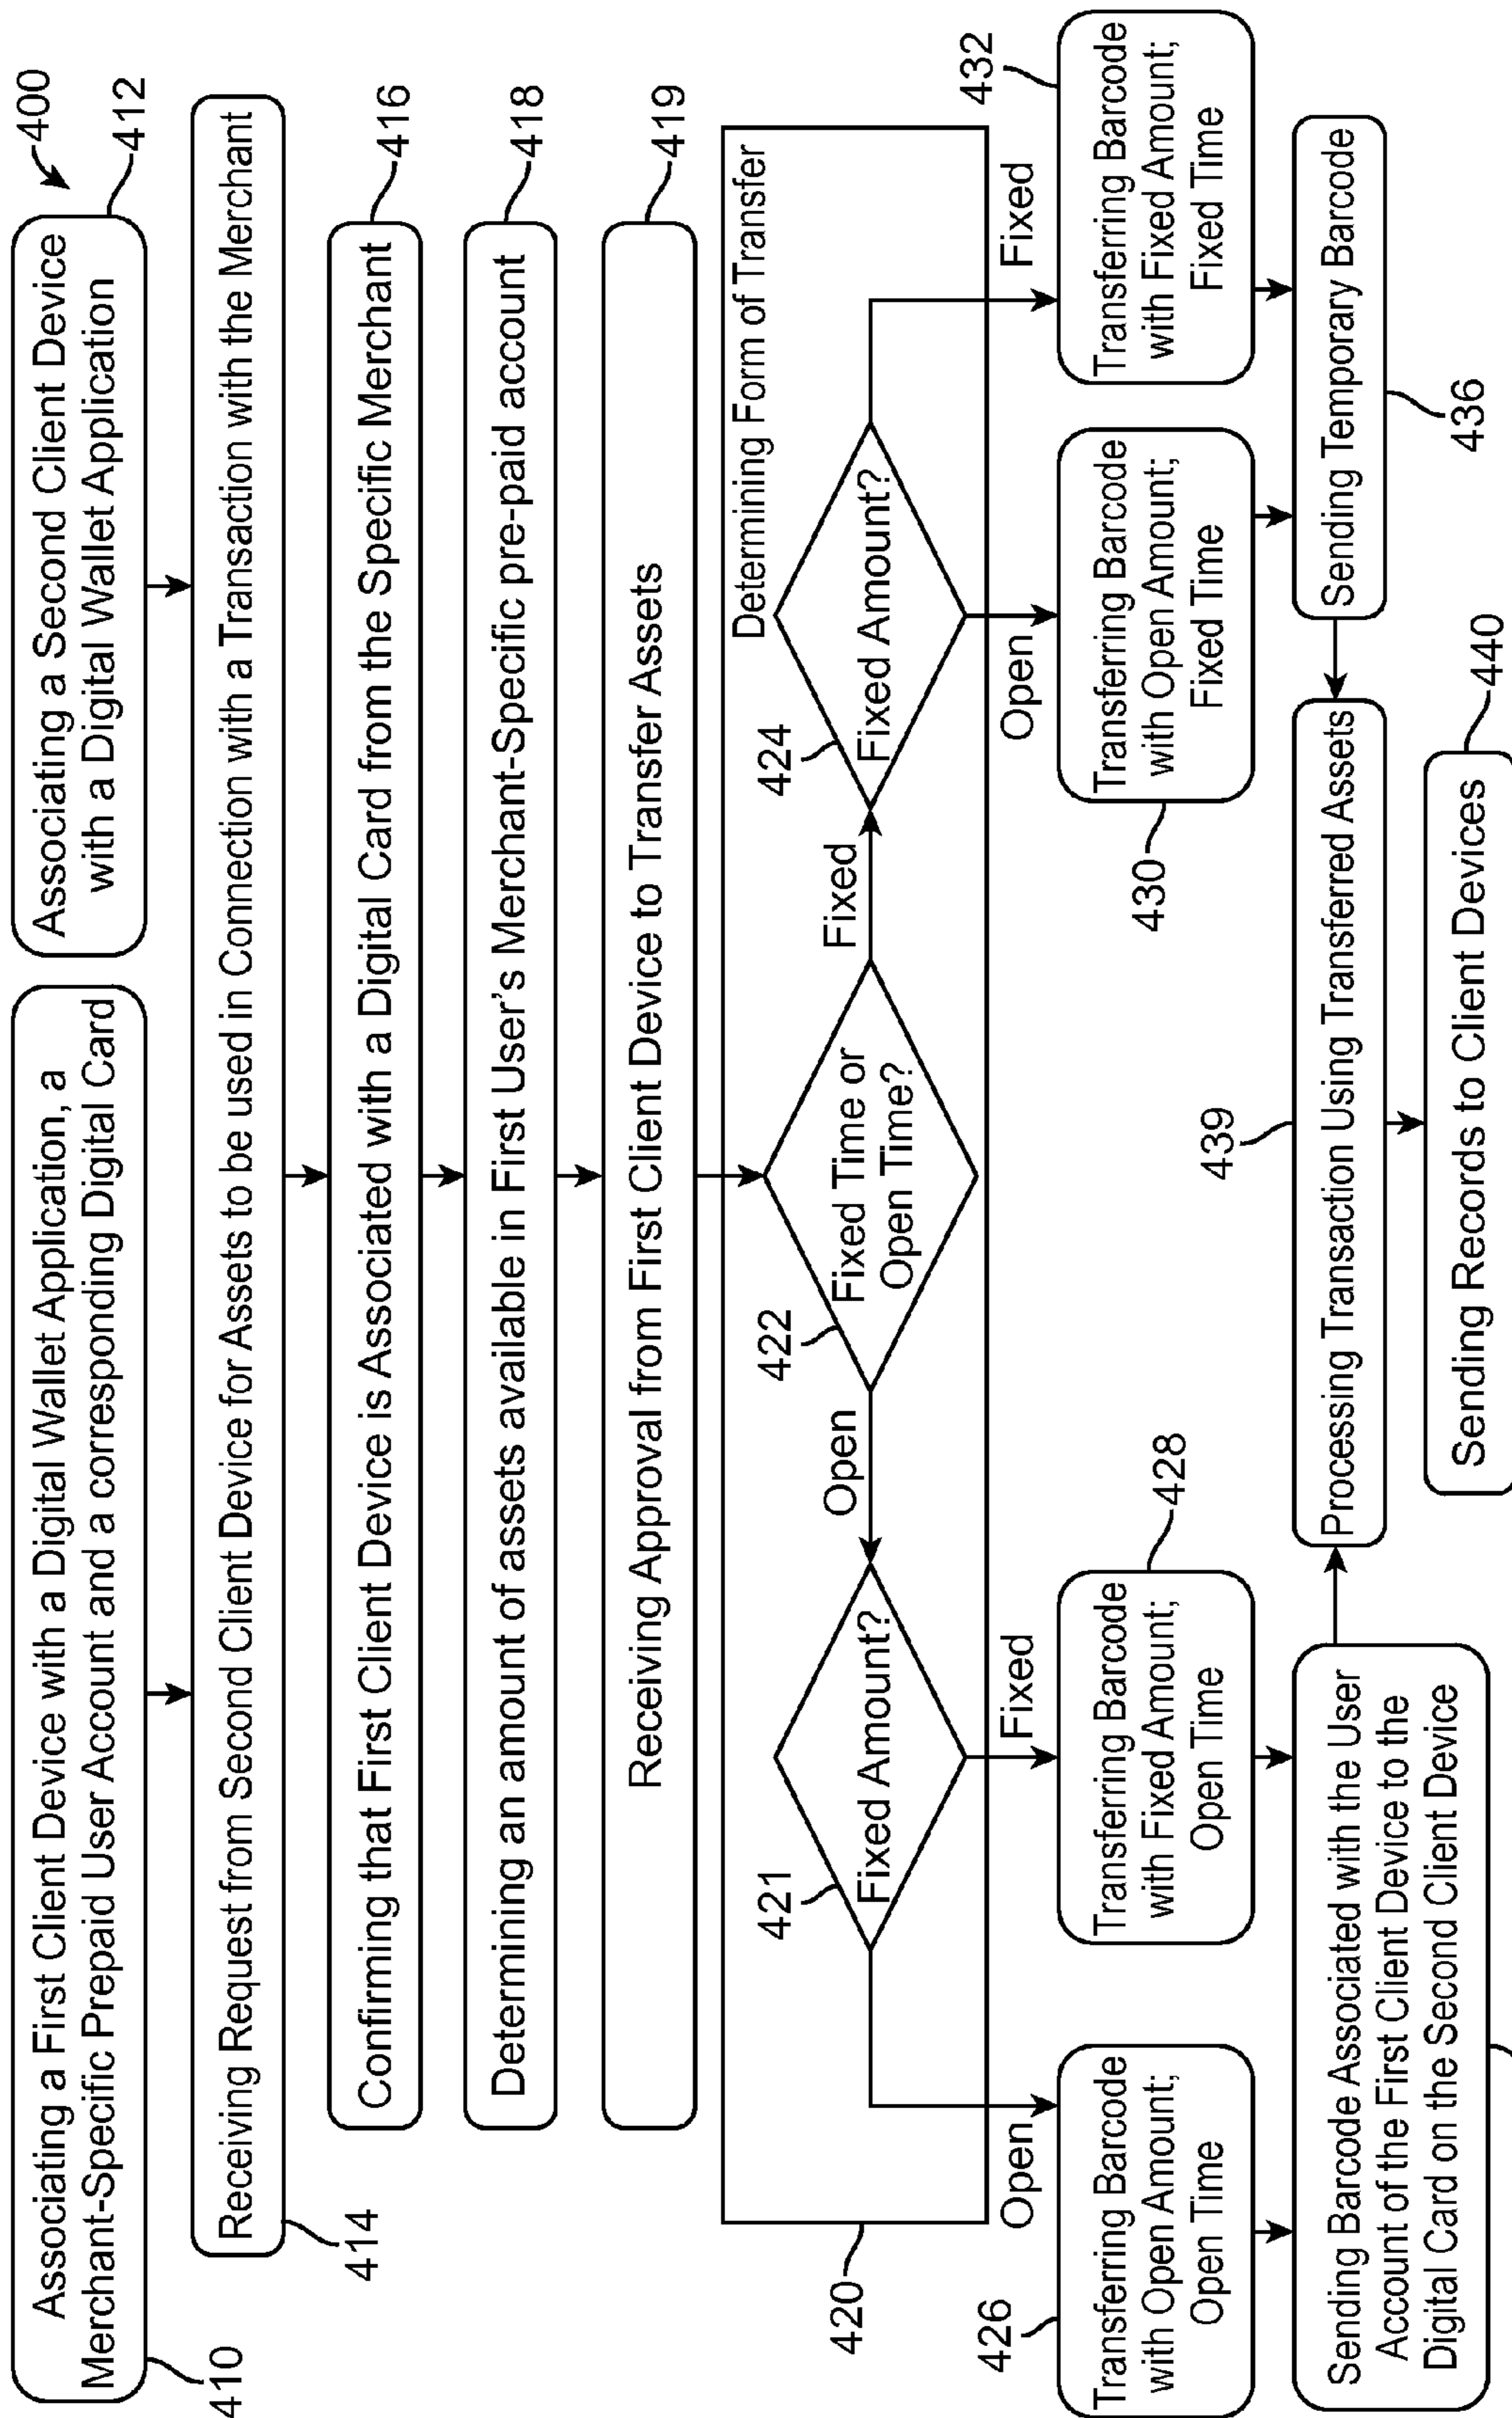 400
Associating a First Client Device with a Digital Wallet Application, a
Merchant-Specific Prepaid User Account and a corresponding Digital Card
410
Associating a Second Client Device
with a Digital Wallet Application
412
Receiving Request from Second Client Device for Assets to be used in Connection with a Transaction with the Merchant
414
Confirming that First Client Device is Associated with a Digital Card from the Specific Merchant
416
Determining an amount of assets available in First User's Merchant-Specific pre-paid account
418
Receiving Approval from First Client Device to Transfer Assets
419
Determining Form of Transfer
420
421
Fixed Amount?
Open
422
Fixed Time or
Open Time?
Fixed
424
Fixed Amount?
Open
Fixed
Open
Fixed
426
Transferring Barcode
with Open Amount;
Open Time
Transferring Barcode
with Fixed Amount;
Open Time
428
430
Transferring Barcode
with Open Amount;
Fixed Time
432
Transferring Barcode
with Fixed Amount;
Fixed Time
Sending Barcode Associated with the User
Account of the First Client Device to the
Digital Card on the Second Client Device
439
Processing Transaction Using Transferred Assets
Sending Temporary Barcode
436
Sending Records to Client Devices
440